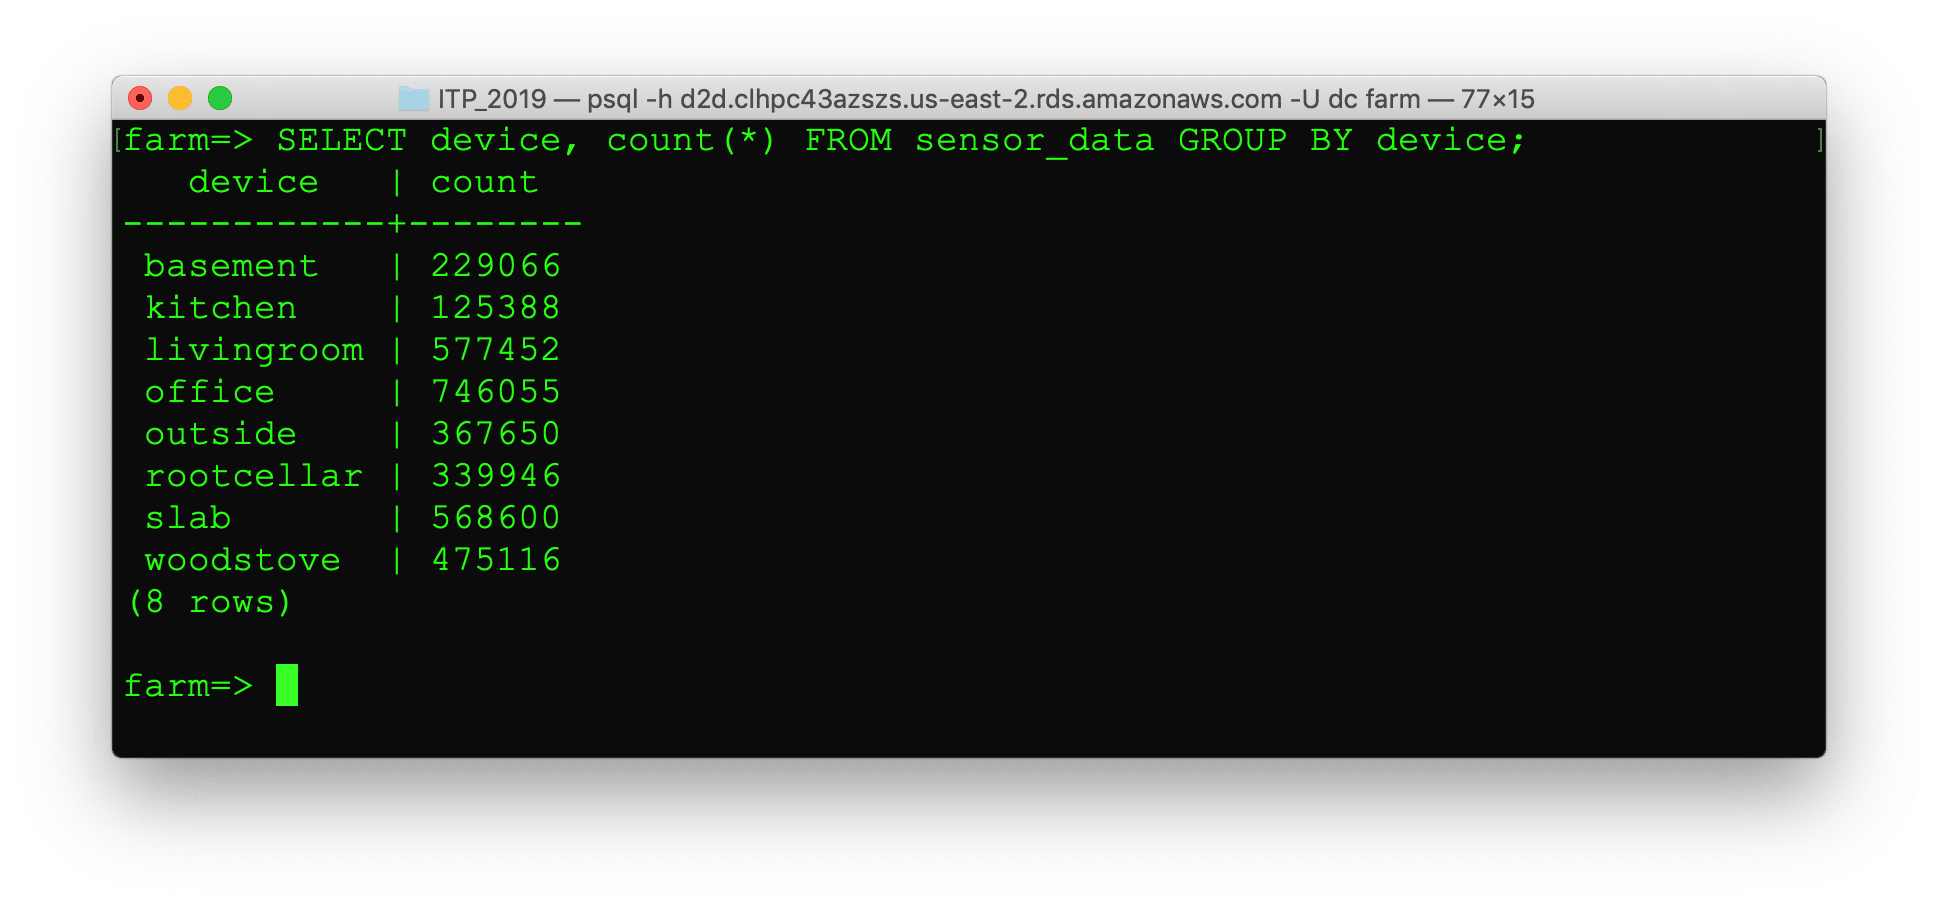 ITP_2019 — psql -h d2d.clhpc43azszs.us-east-2.rds.amazonaws.com -U dc farm — 77×15
[farm=> SELECT device, count(*) FROM sensor_data GROUP BY device; ]
   device   | count
------------+--------
 basement   | 229066
 kitchen    | 125388
 livingroom | 577452
 office     | 746055
 outside    | 367650
 rootcellar | 339946
 slab       | 568600
 woodstove  | 475116
(8 rows)
farm=>